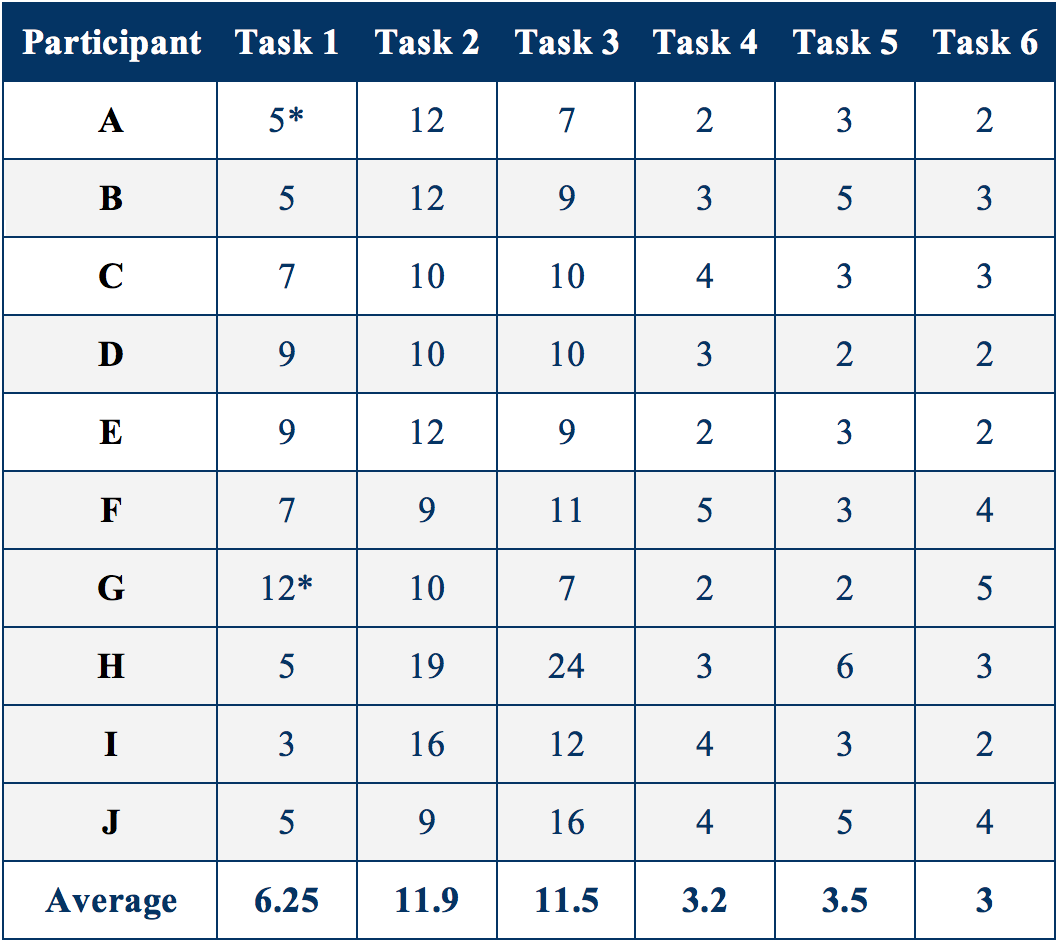 Participant Task 1 Task 2 Task 3 Task 4 Task 5 Task 6
A 5* 12 7 2 3 2
B 5 12 9 3 5 3
C 7 10 10 4 3 3
D 9 10 10 3 2 2
E 9 12 9 2 3 2
F 7 9 11 5 3 4
G 12* 10 7 2 2 5
H 5 19 24 3 6 3
I 3 16 12 4 3 2
J 5 9 16 4 5 4
Average 6.25 11.9 11.5 3.2 3.5 3